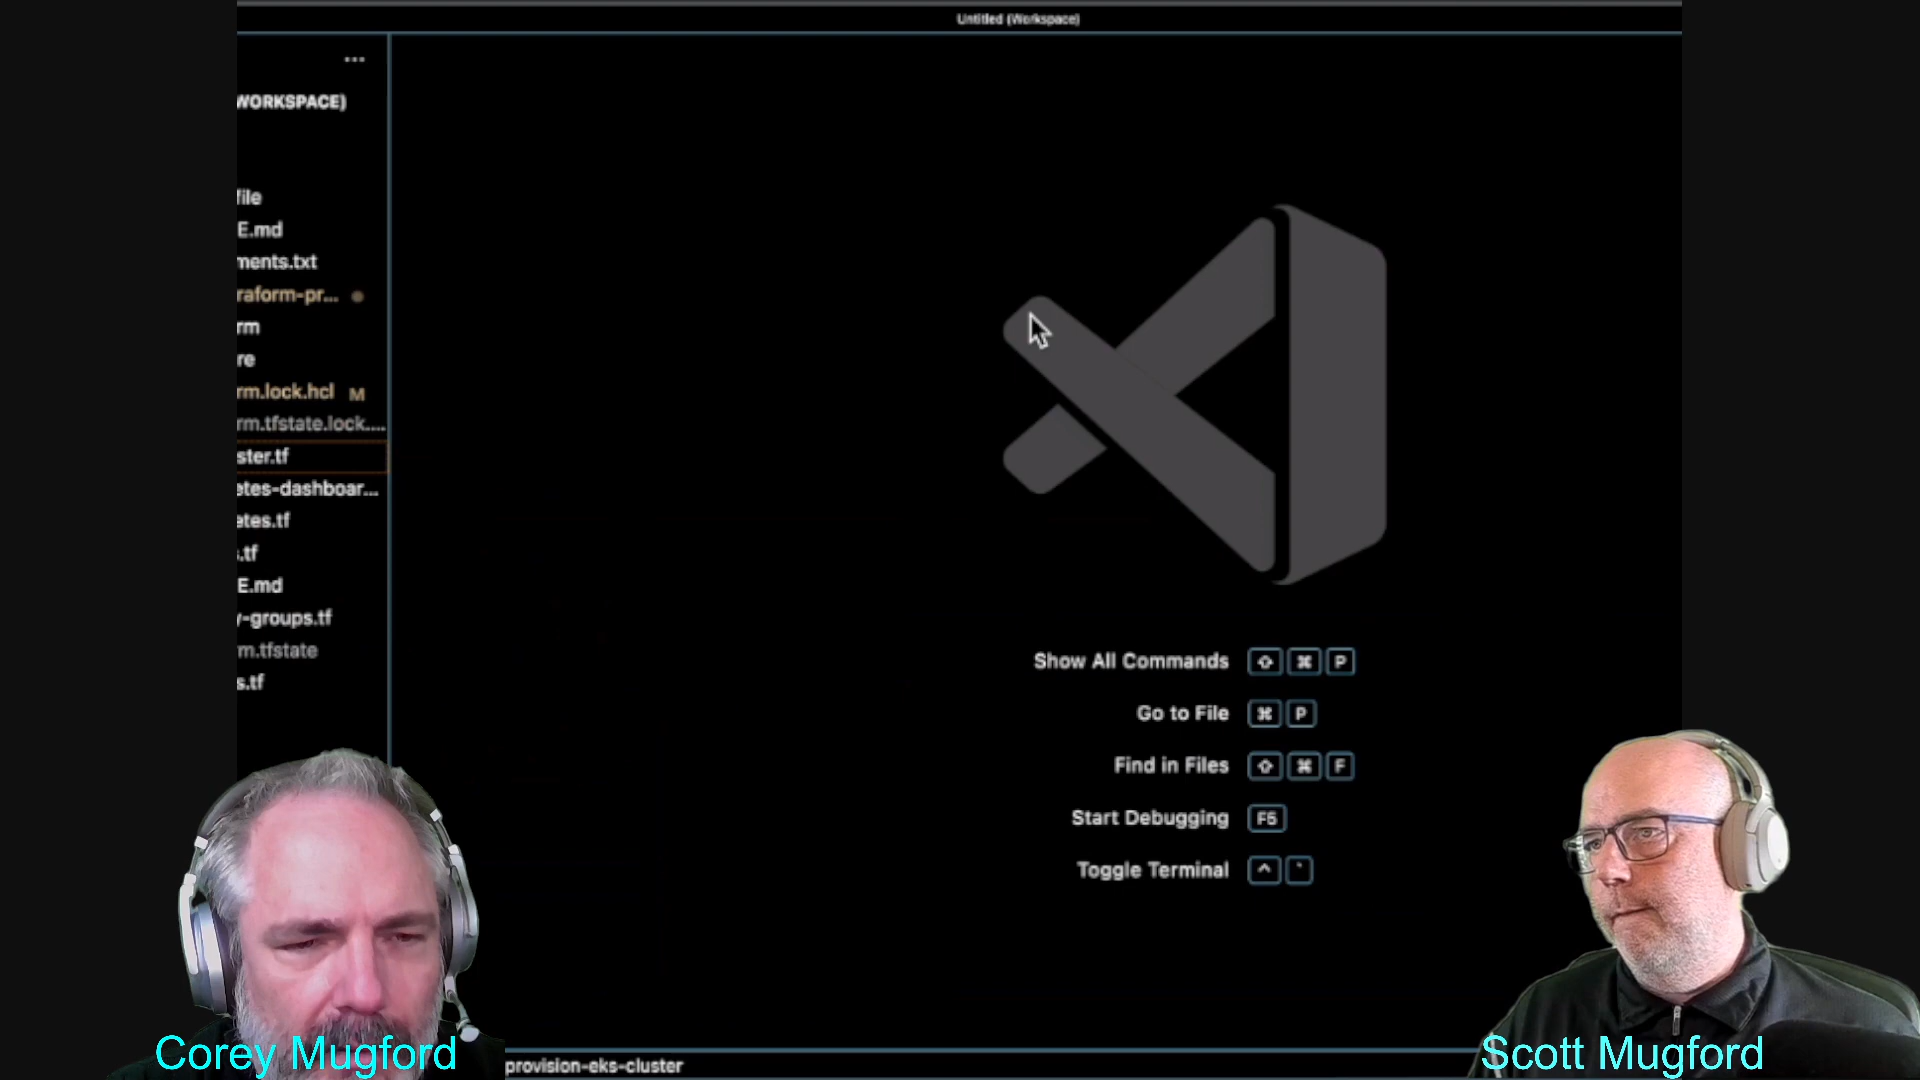 Untitled (Workspace)
...
WORKSPACE)
file
E.md
ments.txt
raform-pr...
rm
re
rm.lock.hcl M
rm.tfstate.lock....
ster.tf
etes-dashboar...
etes.tf
s.tf
E.md
y-groups.tf
rm.tfstate
s.tf
Show All Commands ⇧ ⌘ P
Go to File ⌘ P
Find in Files ⇧ ⌘ F
Start Debugging F5
Toggle Terminal ^ `
Corey Mugford
provision-eks-cluster
Scott Mugford